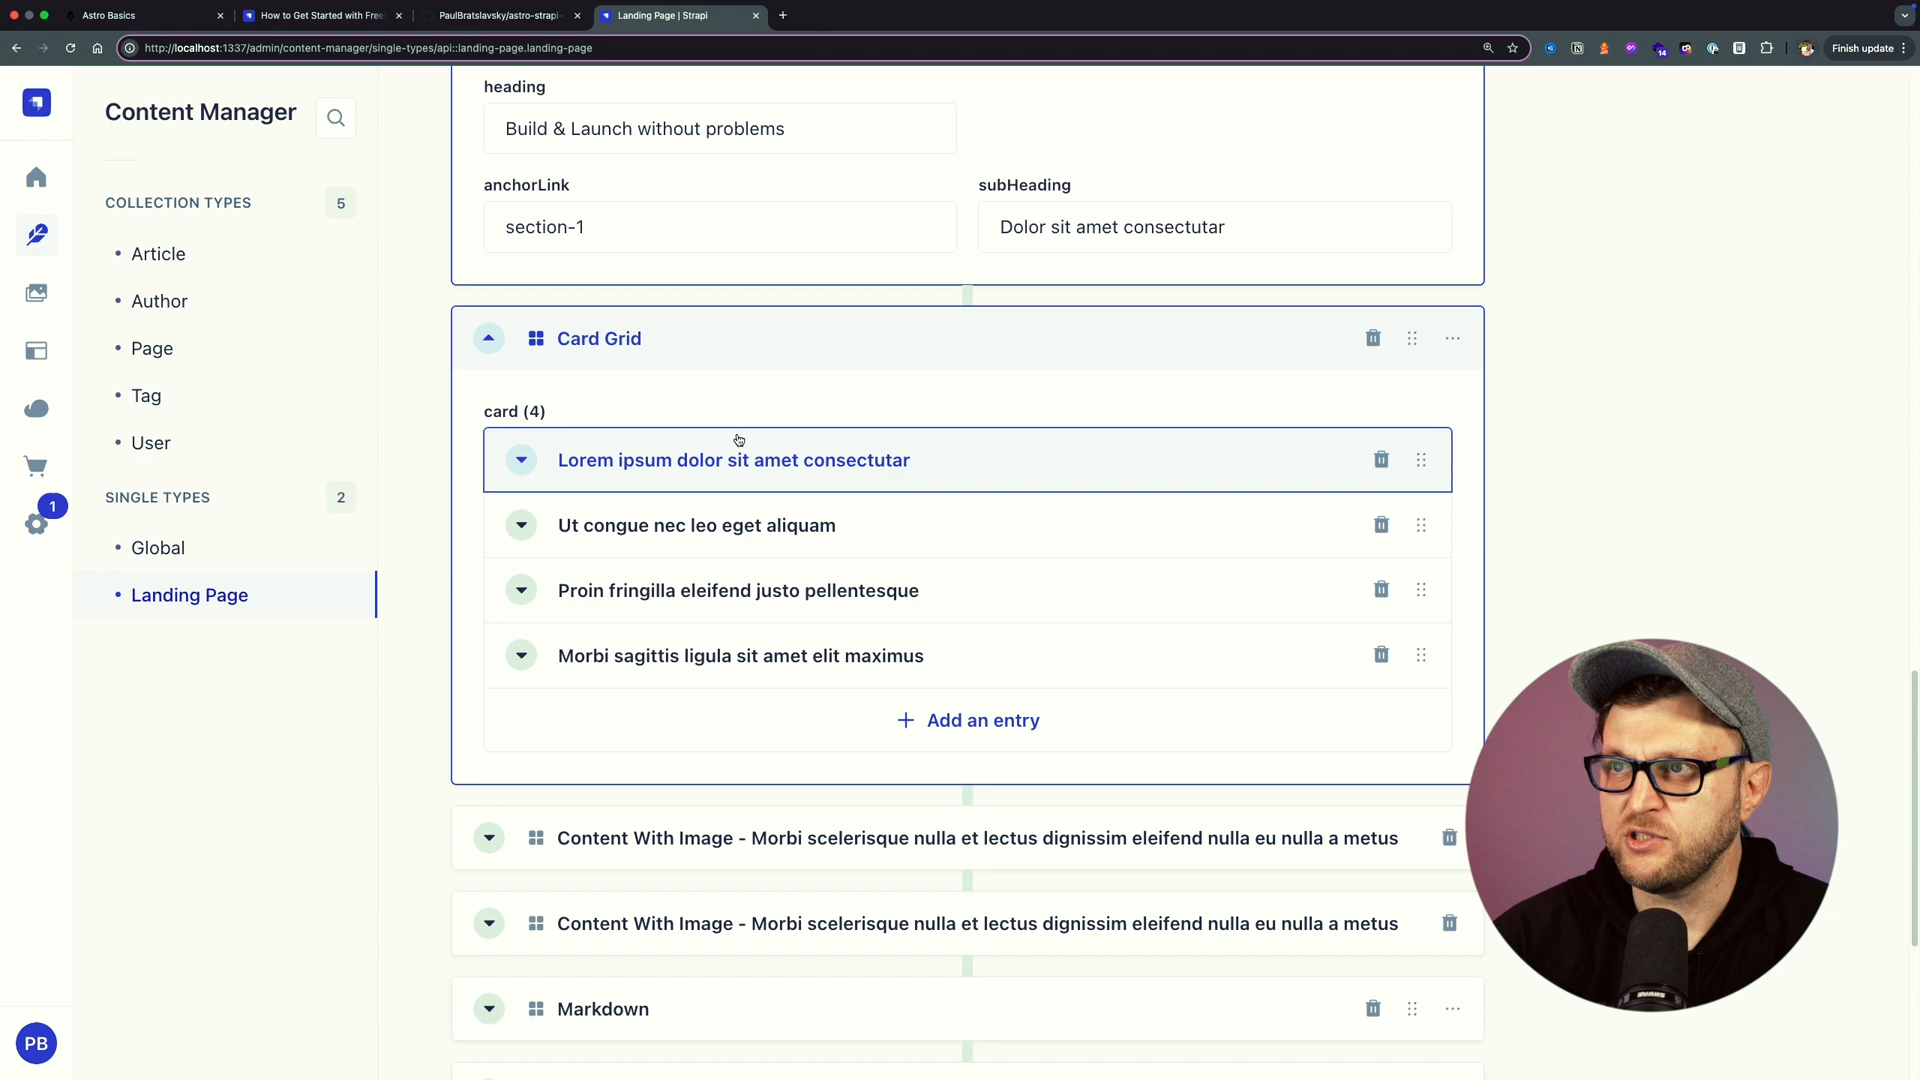 Astro Basics
How to Get Started with Free
PaulBratslavsky/astro-strapi-
Landing Page | Strapi
http://localhost:1337/admin/content-manager/single-types/api::landing-page.landing-page
14
Finish update
Content Manager
COLLECTION TYPES
5
Article
Author
Page
Tag
User
SINGLE TYPES
2
1
Global
Landing Page
PB
heading
Build & Launch without problems
anchorLink
subHeading
section-1
Dolor sit amet consectutar
Card Grid
card (4)
Lorem ipsum dolor sit amet consectutar
Ut congue nec leo eget aliquam
Proin fringilla eleifend justo pellentesque
Morbi sagittis ligula sit amet elit maximus
Add an entry
Content With Image - Morbi scelerisque nulla et lectus dignissim eleifend nulla eu nulla a metus
Content With Image - Morbi scelerisque nulla et lectus dignissim eleifend nulla eu nulla a metus
Markdown